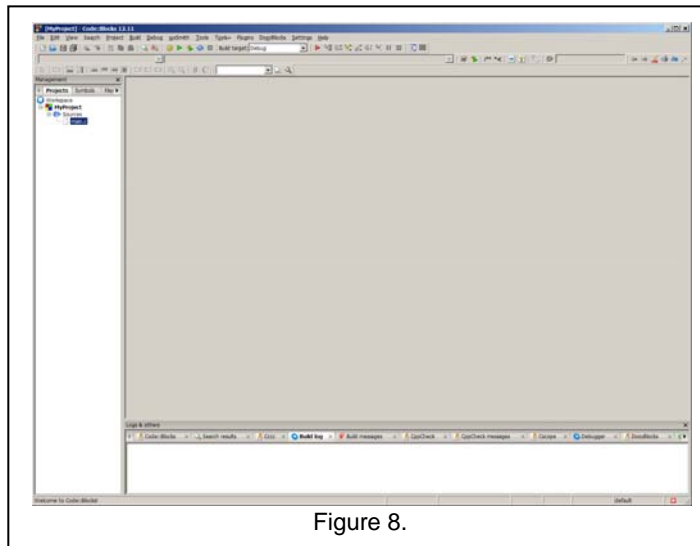 [MyProject] - Code::Blocks 13.11
File Edit View Search Project Build Debug wxSmith Tools Tools+ Plugins DoxyBlocks Settings Help
Build target: Debug
Management
Projects Symbols
Workspace
MyProject
Sources
main.c
Logs & others
Code::Blocks Search results Cccc Build log Build messages CppCheck CppCheck messages Cscope Debugger DoxyBlocks
Welcome to Code::Blocks!
default
Figure 8.